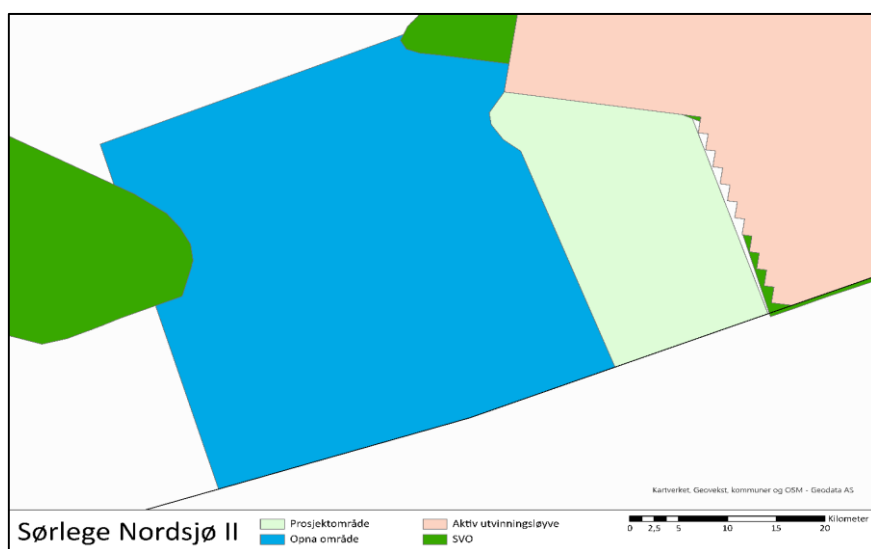 Kartverket, Geovekst, kommuner og OSM - Geodata AS
Sørlege Nordsjø II
Prosjektområde
Aktiv utvinningsløyve
Opna område
SVO
Kilometer
0 2,5 5 10 15 20